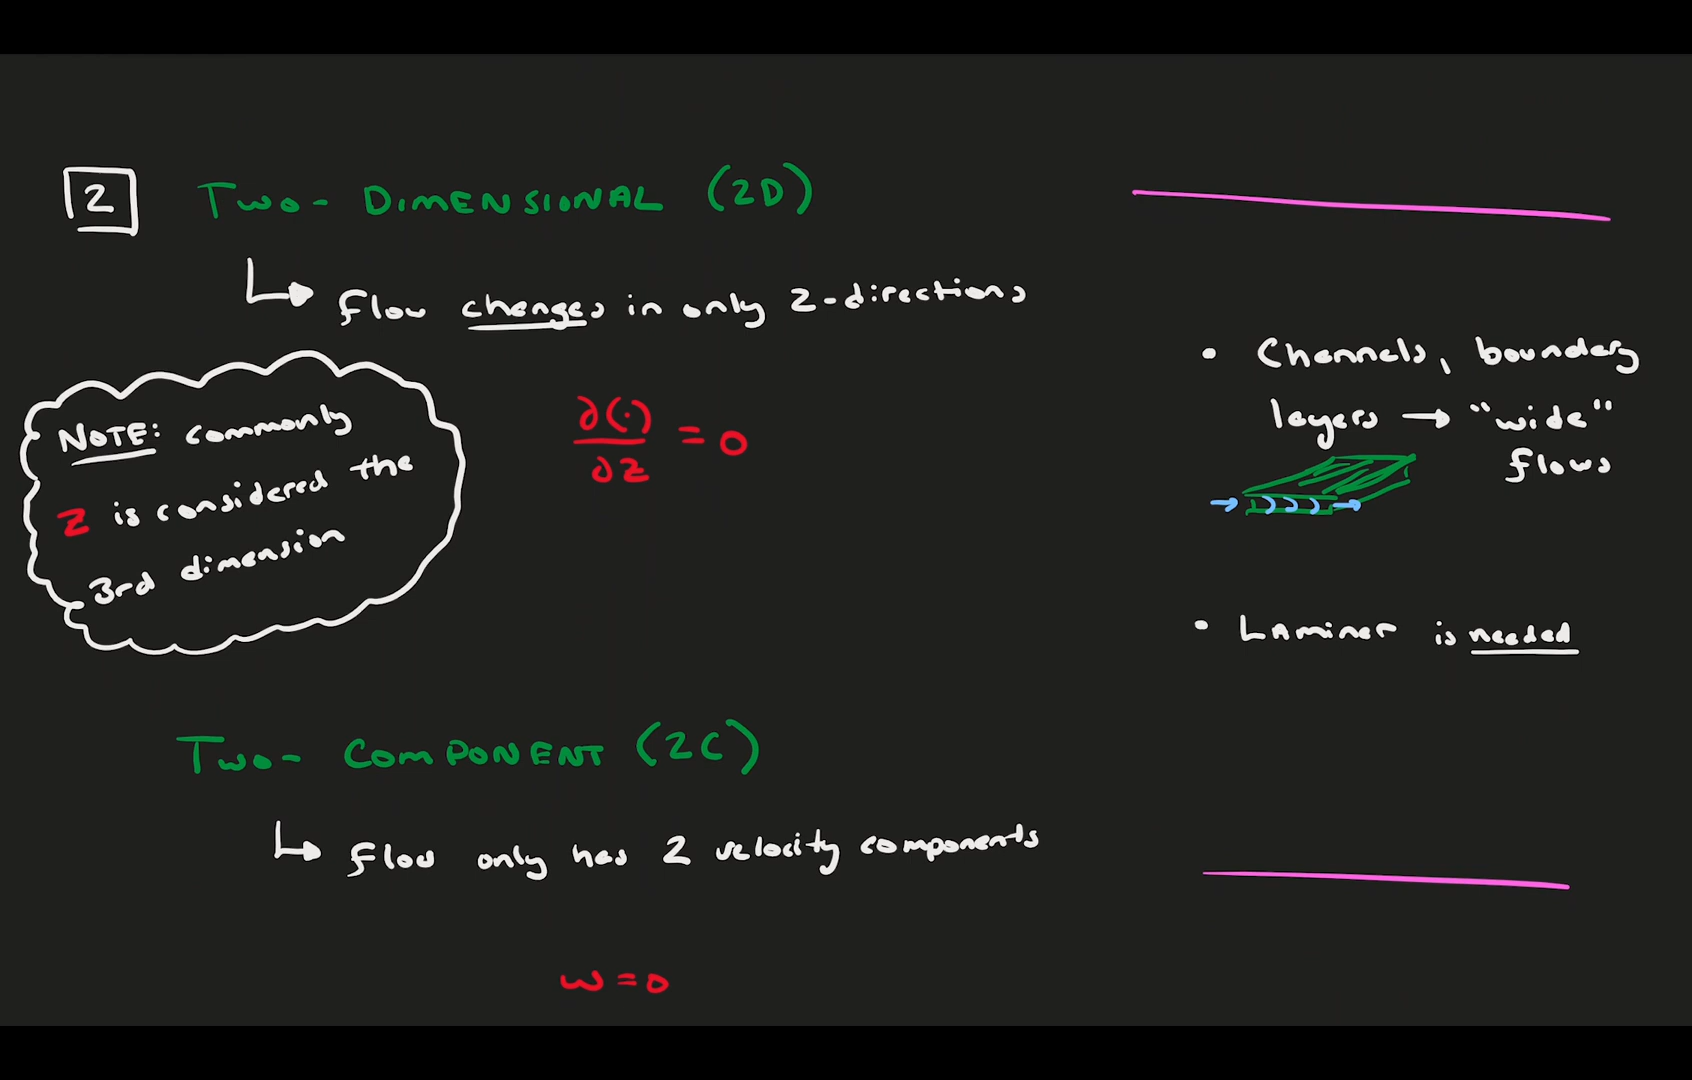 2 Two-Dimensional (2D)
flow changes in only 2-directions
NOTE: commonly
z is considered the
3rd dimension
∂(·)/∂z = 0
• Channels, boundary
layers → "wide"
flows
• Laminar is needed
Two-Component (2C)
flow only has 2 velocity components
w = 0